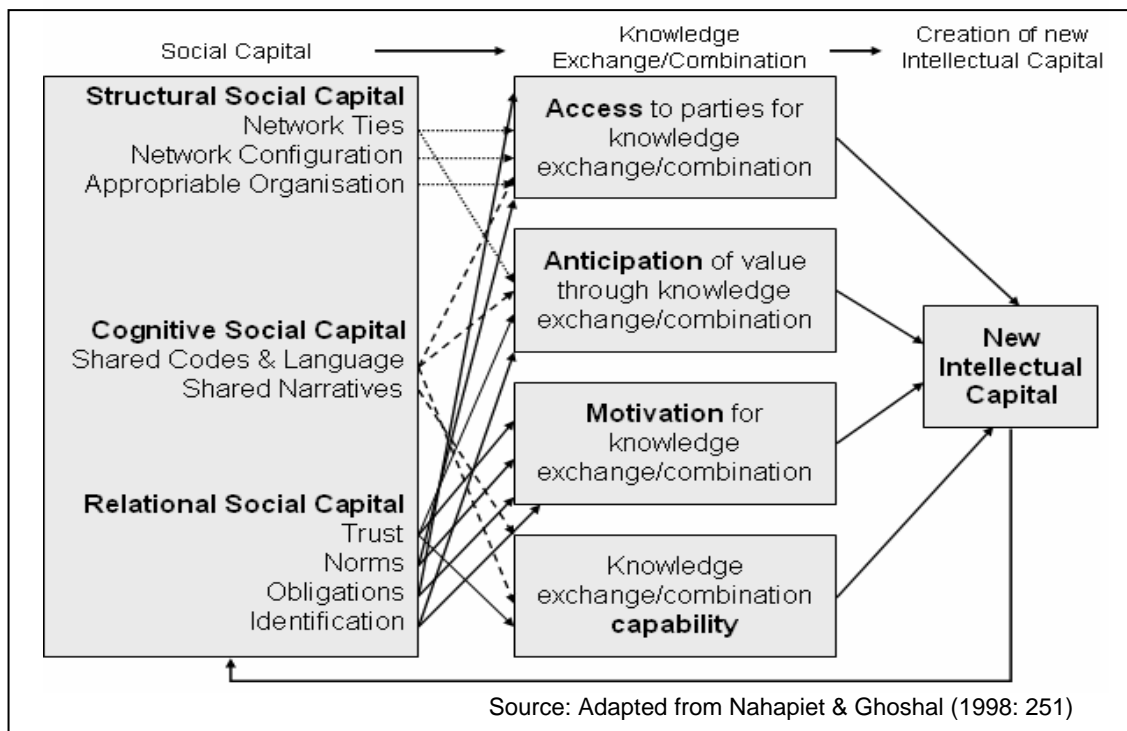 Social Capital
Knowledge
Exchange/Combination
Creation of new
Intellectual Capital
Structural Social Capital
Network Ties
Network Configuration
Appropriable Organisation
Cognitive Social Capital
Shared Codes & Language
Shared Narratives
Relational Social Capital
Trust
Norms
Obligations
Identification
Access to parties for
knowledge
exchange/combination
Anticipation of value
through knowledge
exchange/combination
Motivation for
knowledge
exchange/combination
Knowledge
exchange/combination
capability
New
Intellectual
Capital
Source: Adapted from Nahapiet & Ghoshal (1998: 251)